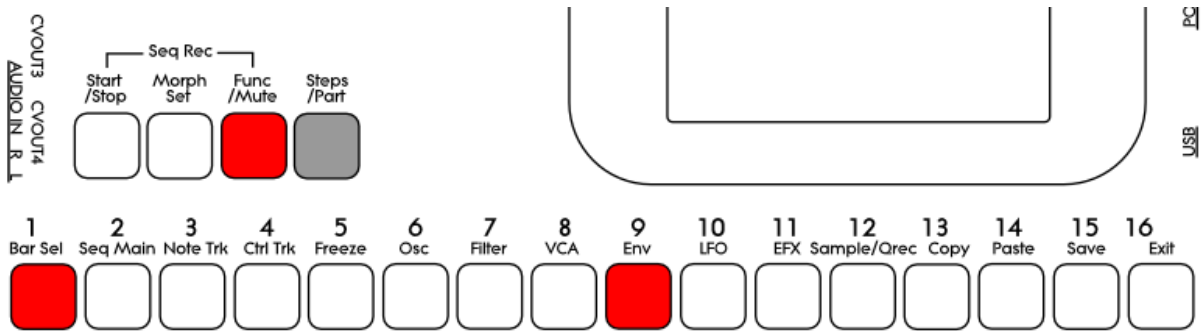 CVOUT3
AUDIO IN R L
CVOUT4
PC
USB
Seq Rec
Start Morph Func Steps
/Stop Set /Mute /Part
1 2 3 4 5 6 7 8 9 10 11 12 13 14 15 16
Bar Sel Seq Main Note Trk Ctrl Trk Freeze Osc Filter VCA Env LFO EFX Sample/Qrec Copy Paste Save Exit